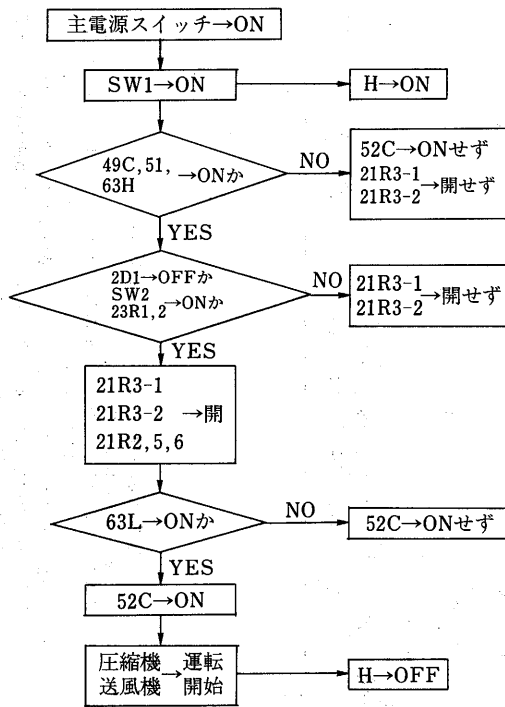 主電源スイッチ→ON
SW1→ON
H→ON
49C, 51,
63H
→ONか
NO
52C→ONせず
21R3-1
21R3-2
→開せず
YES
2D1→OFFか
SW2
23R1, 2
→ONか
NO
21R3-1
21R3-2
→開せず
YES
21R3-1
21R3-2 →開
21R2, 5, 6
63L→ONか
NO
52C→ONせず
YES
52C→ON
圧縮機→運転
送風機 開始
H→OFF